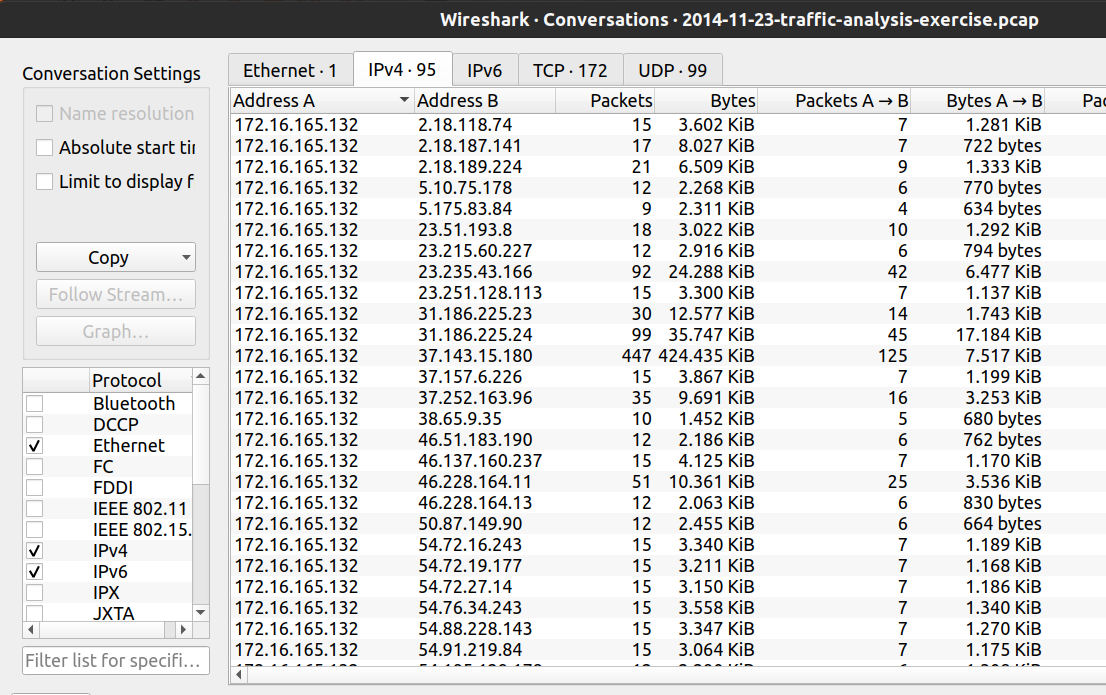 Wireshark · Conversations · 2014-11-23-traffic-analysis-exercise.pcap
Conversation Settings
Name resolution
Absolute start tir
Limit to display f
Copy
Follow Stream…
Graph…
Protocol
Bluetooth
DCCP
Ethernet
FC
FDDI
IEEE 802.11
IEEE 802.15.
IPv4
IPv6
IPX
JXTA
Filter list for specifi…
Ethernet · 1 IPv4 · 95 IPv6 TCP · 172 UDP · 99
Address A Address B Packets Bytes Packets A → B Bytes A → B Pac
172.16.165.132 2.18.118.74 15 3.602 KiB 7 1.281 KiB
172.16.165.132 2.18.187.141 17 8.027 KiB 7 722 bytes
172.16.165.132 2.18.189.224 21 6.509 KiB 9 1.333 KiB
172.16.165.132 5.10.75.178 12 2.268 KiB 6 770 bytes
172.16.165.132 5.175.83.84 9 2.311 KiB 4 634 bytes
172.16.165.132 23.51.193.8 18 3.022 KiB 10 1.292 KiB
172.16.165.132 23.215.60.227 12 2.916 KiB 6 794 bytes
172.16.165.132 23.235.43.166 92 24.288 KiB 42 6.477 KiB
172.16.165.132 23.251.128.113 15 3.300 KiB 7 1.137 KiB
172.16.165.132 31.186.225.23 30 12.577 KiB 14 1.743 KiB
172.16.165.132 31.186.225.24 99 35.747 KiB 45 17.184 KiB
172.16.165.132 37.143.15.180 447 424.435 KiB 125 7.517 KiB
172.16.165.132 37.157.6.226 15 3.867 KiB 7 1.199 KiB
172.16.165.132 37.252.163.96 35 9.691 KiB 16 3.253 KiB
172.16.165.132 38.65.9.35 10 1.452 KiB 5 680 bytes
172.16.165.132 46.51.183.190 12 2.186 KiB 6 762 bytes
172.16.165.132 46.137.160.237 15 4.125 KiB 7 1.170 KiB
172.16.165.132 46.228.164.11 51 10.361 KiB 25 3.536 KiB
172.16.165.132 46.228.164.13 12 2.063 KiB 6 830 bytes
172.16.165.132 50.87.149.90 12 2.455 KiB 6 664 bytes
172.16.165.132 54.72.16.243 15 3.340 KiB 7 1.189 KiB
172.16.165.132 54.72.19.177 15 3.211 KiB 7 1.168 KiB
172.16.165.132 54.72.27.14 15 3.150 KiB 7 1.186 KiB
172.16.165.132 54.76.34.243 15 3.558 KiB 7 1.340 KiB
172.16.165.132 54.88.228.143 15 3.347 KiB 7 1.270 KiB
172.16.165.132 54.91.219.84 15 3.064 KiB 7 1.175 KiB